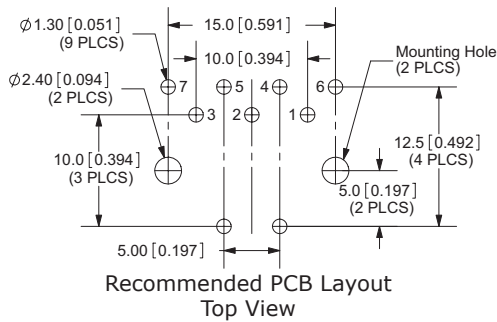 Ø1.30 [0.051]
(9 PLCS)
15.0 [0.591]
10.0 [0.394]
Mounting Hole
(2 PLCS)
Ø2.40 [0.094]
(2 PLCS)
7 5 4 6
3 2 1
10.0 [0.394]
(3 PLCS)
12.5 [0.492]
(4 PLCS)
5.0 [0.197]
(2 PLCS)
5.00 [0.197]
Recommended PCB Layout
Top View